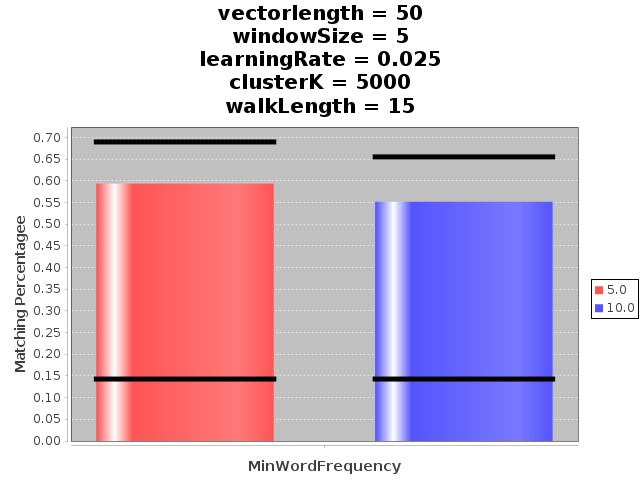 vectorlength = 50
windowSize = 5
learningRate = 0.025
clusterK = 5000
walkLength = 15
Matching Percentagee
0.70
0.65
0.60
0.55
0.50
0.45
0.40
0.35
0.30
0.25
0.20
0.15
0.10
0.05
0.00
5.0
10.0
MinWordFrequency